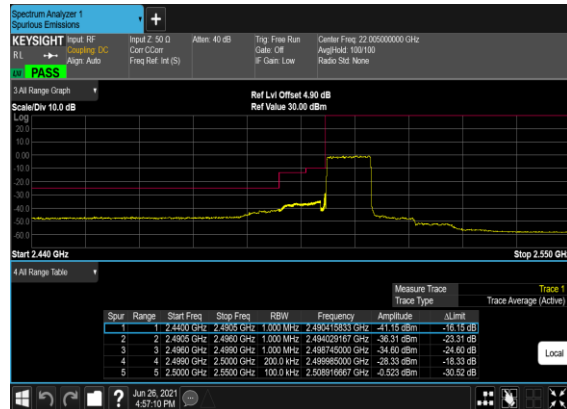 Spectrum Analyzer 1
Spurious Emissions
+
KEYSIGHT Input: RF Input Z: 50 Ω Atten: 40 dB Trig: Free Run Center Freq: 22.005000000 GHz
RL Coupling: DC Corr CCorr Gate: Off Avg|Hold: 100/100
Align: Auto Freq Ref: Int (S) IF Gain: Low Radio Std: None
LW PASS
3 All Range Graph Ref Lvl Offset 4.90 dB
Scale/Div 10.0 dB Ref Value 30.00 dBm
Log
20.0
10.0
0.00
-10.0
-20.0
-30.0
-40.0
-50.0
-60.0
Start 2.440 GHz Stop 2.550 GHz
4 All Range Table
Measure Trace Trace 1
Trace Type Trace Average (Active)
Spur Range Start Freq Stop Freq RBW Frequency Amplitude ΔLimit
1 1 2.4400 GHz 2.4905 GHz 1.000 MHz 2.490415833 GHz -41.15 dBm -16.15 dB
2 2 2.4905 GHz 2.4960 GHz 1.000 MHz 2.494029167 GHz -36.31 dBm -23.31 dB
3 3 2.4960 GHz 2.4990 GHz 1.000 MHz 2.498745000 GHz -34.60 dBm -24.60 dB
4 4 2.4990 GHz 2.5000 GHz 200.0 kHz 2.499985000 GHz -28.33 dBm -18.33 dB
5 5 2.5000 GHz 2.5500 GHz 100.0 kHz 2.508916667 GHz -0.523 dBm -30.52 dB
Local
? Jun 26, 2021
4:57:10 PM